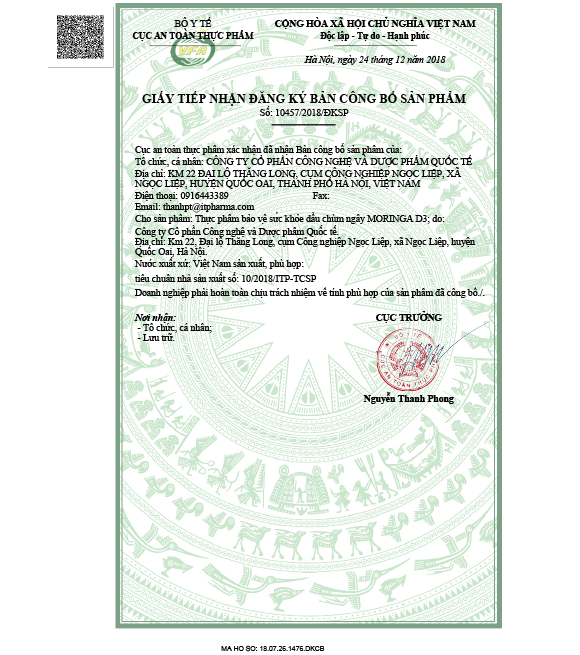 BỘ Y TẾ
CỤC AN TOÀN THỰC PHẨM
VFA
CỘNG HÒA XÃ HỘI CHỦ NGHĨA VIỆT NAM
Độc lập - Tự do - Hạnh phúc
Hà Nội, ngày 24 tháng 12 năm 2018
GIẤY TIẾP NHẬN ĐĂNG KÝ BẢN CÔNG BỐ SẢN PHẨM
Số: 10457/2018/ĐKSP
Cục an toàn thực phẩm xác nhận đã nhận Bản công bố sản phẩm của:
Tổ chức, cá nhân: CÔNG TY CỔ PHẦN CÔNG NGHỆ VÀ DƯỢC PHẨM QUỐC TẾ
Địa chỉ: KM 22 ĐẠI LỘ THĂNG LONG, CỤM CÔNG NGHIỆP NGỌC LIỆP, XÃ
NGỌC LIỆP, HUYỆN QUỐC OAI, THÀNH PHỐ HÀ NỘI, VIỆT NAM
Điện thoại: 0916443389 Fax:
Email: thanhpt@itpharma.com
Cho sản phẩm: Thực phẩm bảo vệ sức khỏe dầu chùm ngây MORINGA D3; do:
Công ty Cổ phần Công nghệ và Dược phẩm Quốc tế.
Địa chỉ: Km 22, Đại lộ Thăng Long, cụm Công nghiệp Ngọc Liệp, xã Ngọc Liệp, huyện
Quốc Oai, Hà Nội.
Nước xuất xứ: Việt Nam sản xuất, phù hợp:
tiêu chuẩn nhà sản xuất số: 10/2018/ITP-TCSP
Doanh nghiệp phải hoàn toàn chịu trách nhiệm về tính phù hợp của sản phẩm đã công bố./.
Nơi nhận:
- Tổ chức, cá nhân;
- Lưu trữ.
CỤC TRƯỞNG
BỘ Y TẾ
CỤC AN TOÀN THỰC PHẨM
Nguyễn Thanh Phong
MA HO SO: 18.07.26.1476.DKCB